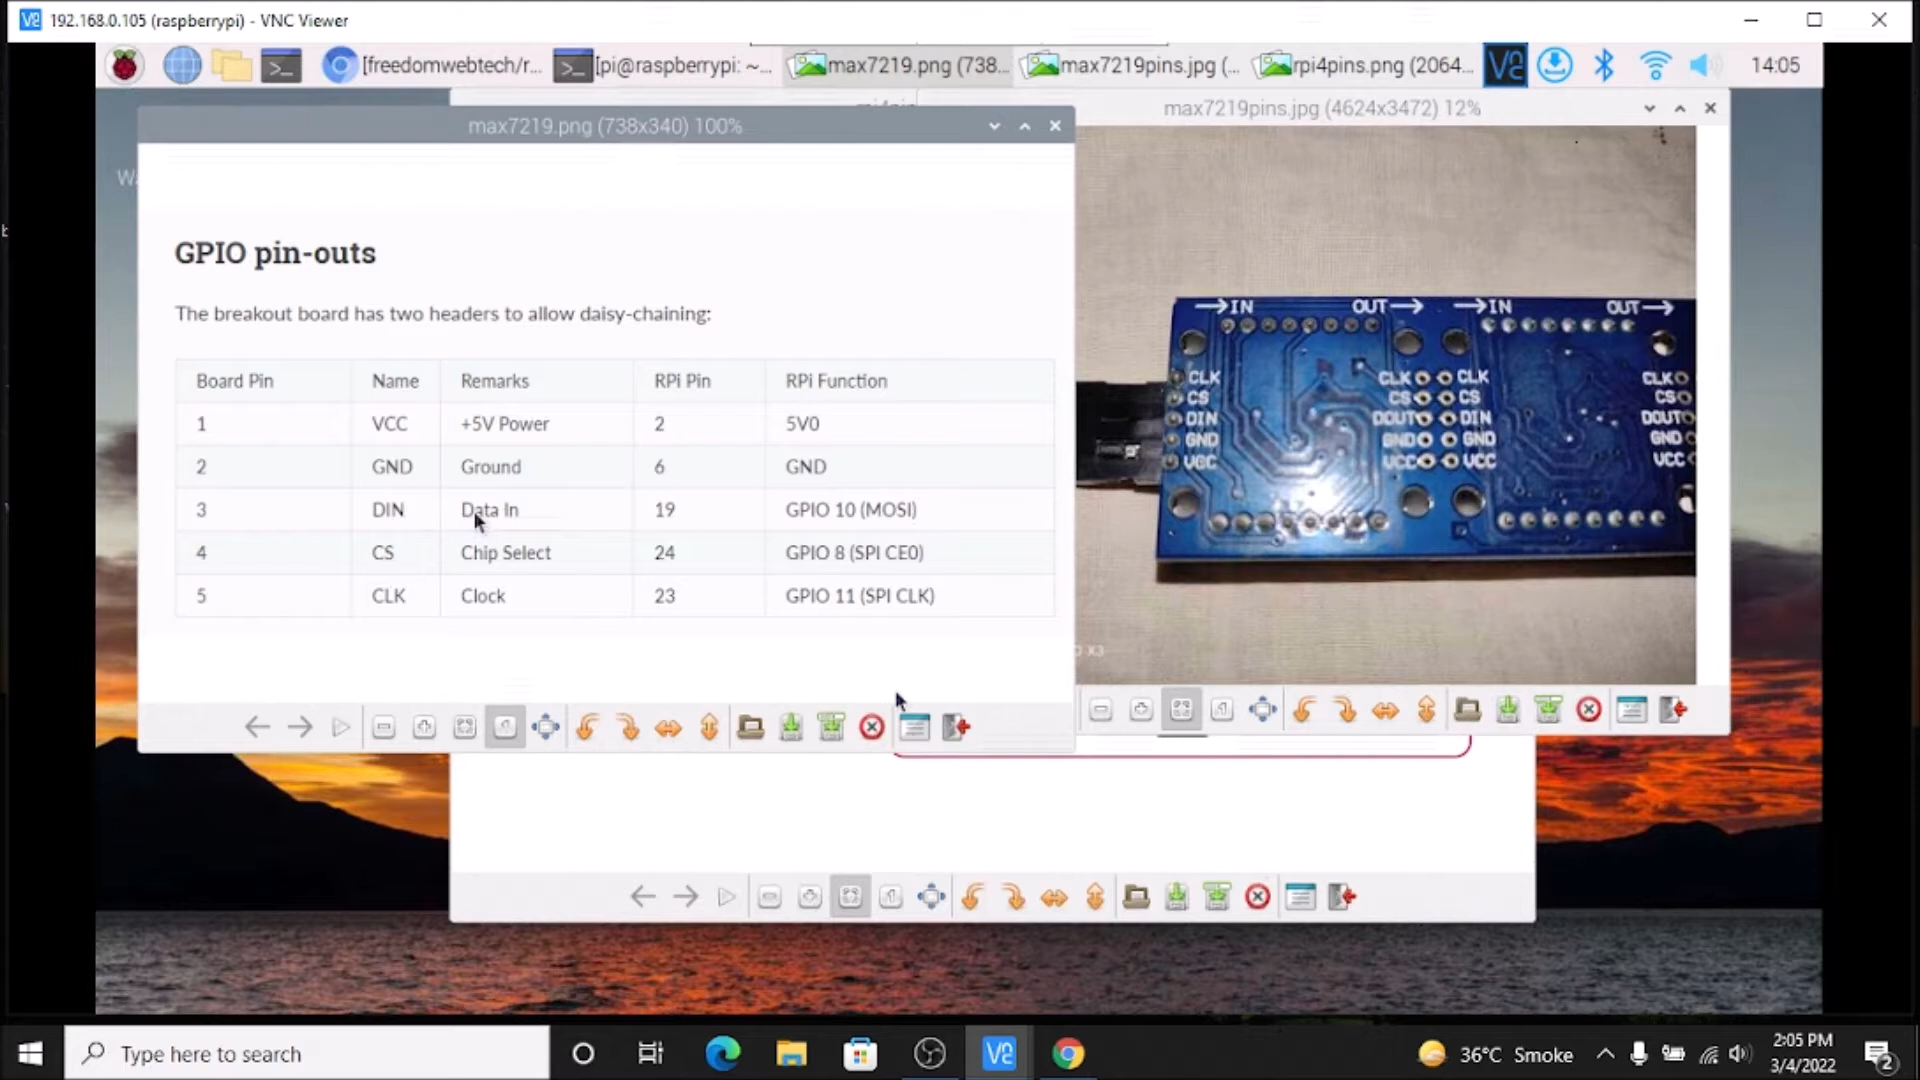 192.168.0.105 (raspberrypi) - VNC Viewer
[freedomwebtech/r...
[pi@raspberrypi: ~...
max7219.png (738...
max7219pins.jpg (...
rpi4pins.png (2064...
14:05
max7219pins.jpg (4624x3472) 12%
max7219.png (738x340) 100%
GPIO pin-outs
The breakout board has two headers to allow daisy-chaining:
Board Pin Name Remarks RPi Pin RPi Function
1 VCC +5V Power 2 5V0
2 GND Ground 6 GND
3 DIN Data In 19 GPIO 10 (MOSI)
4 CS Chip Select 24 GPIO 8 (SPI CE0)
5 CLK Clock 23 GPIO 11 (SPI CLK)
IN OUT IN OUT
CLK CLK CLK CLK
CS CS CS CS
DIN DOUT DIN DOUT
GND GND GND GND
VCC VCC VCC VCC
Type here to search
36°C Smoke
2:05 PM
3/4/2022
2